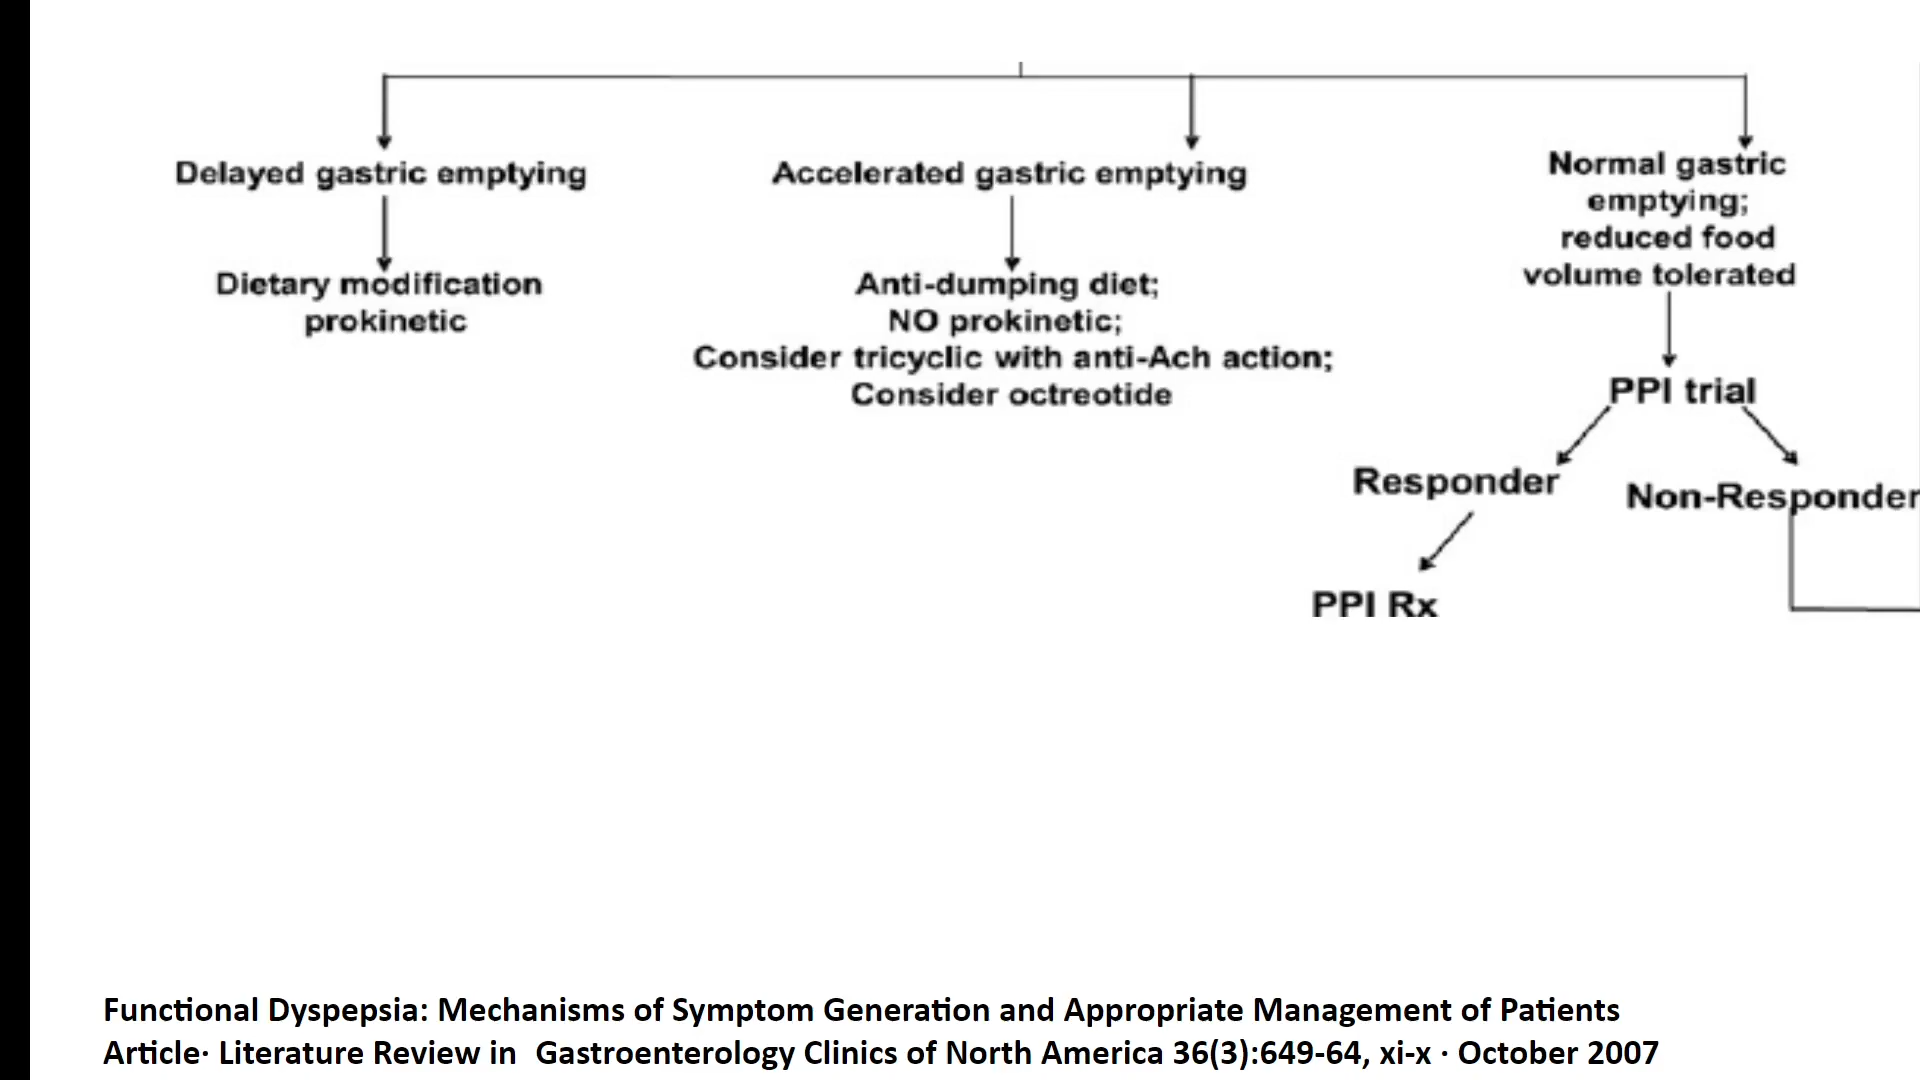 Delayed gastric emptying
Dietary modification
prokinetic
Accelerated gastric emptying
Anti-dumping diet;
NO prokinetic;
Consider tricyclic with anti-Ach action;
Consider octreotide
Normal gastric
emptying;
reduced food
volume tolerated
PPI trial
Responder
Non-Responder
PPI Rx
Functional Dyspepsia: Mechanisms of Symptom Generation and Appropriate Management of Patients
Article· Literature Review in  Gastroenterology Clinics of North America 36(3):649-64, xi-x · October 2007